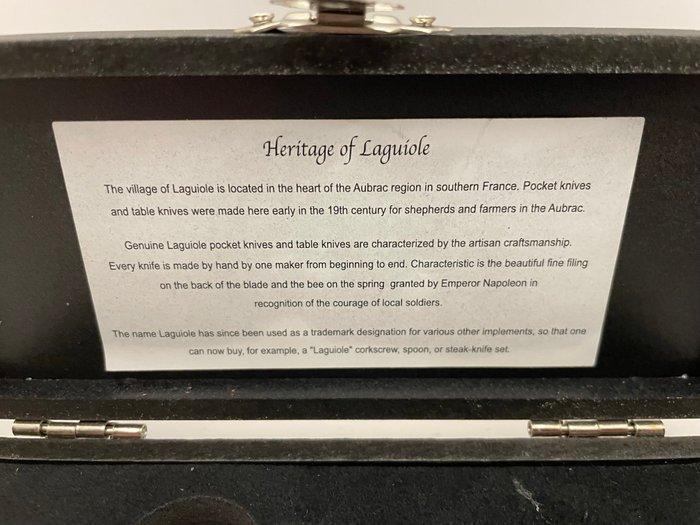 Heritage of Laguiole
The village of Laguiole is located in the heart of the Aubrac region in southern France. Pocket knives
and table knives were made here early in the 19th century for shepherds and farmers in the Aubrac.
Genuine Laguiole pocket knives and table knives are characterized by the artisan craftsmanship.
Every knife is made by hand by one maker from beginning to end. Characteristic is the beautiful fine filing
on the back of the blade and the bee on the spring granted by Emperor Napoleon in
recognition of the courage of local soldiers.
The name Laguiole has since been used as a trademark designation for various other implements, so that one
can now buy, for example, a "Laguiole" corkscrew, spoon, or steak-knife set.